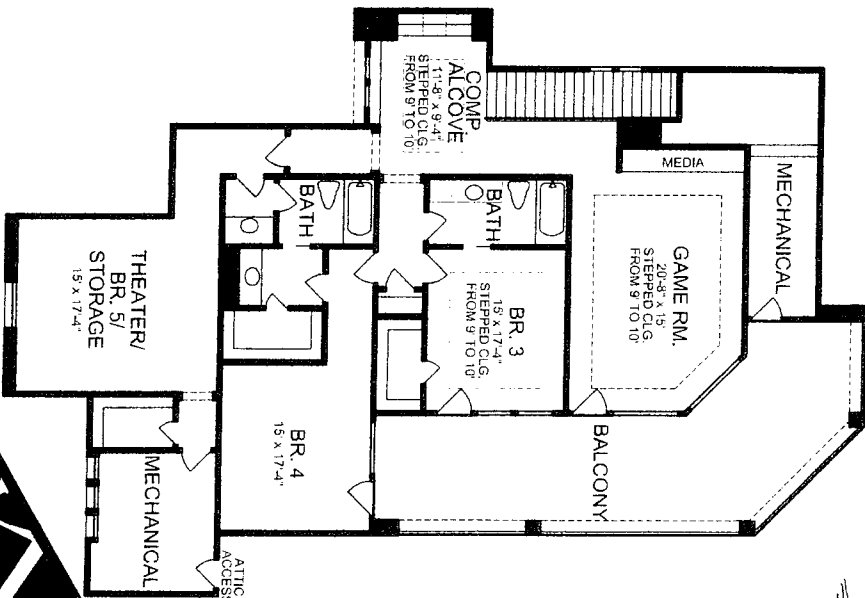 COMP
ALCOVE
11'-8" x 9'-4"
STEPPED CLG.
FROM 9' TO 10'
MEDIA
MECHANICAL
GAME RM.
20'-8" x 15'
STEPPED CLG.
FROM 9' TO 10'
BATH
BATH
BR. 3
15' x 17'-4"
STEPPED CLG.
FROM 9' TO 10'
THEATER/
BR. 5/
STORAGE
15' x 17'-4"
BR. 4
15' x 17'-4"
BALCONY
MECHANICAL
ATTIC
ACCESS